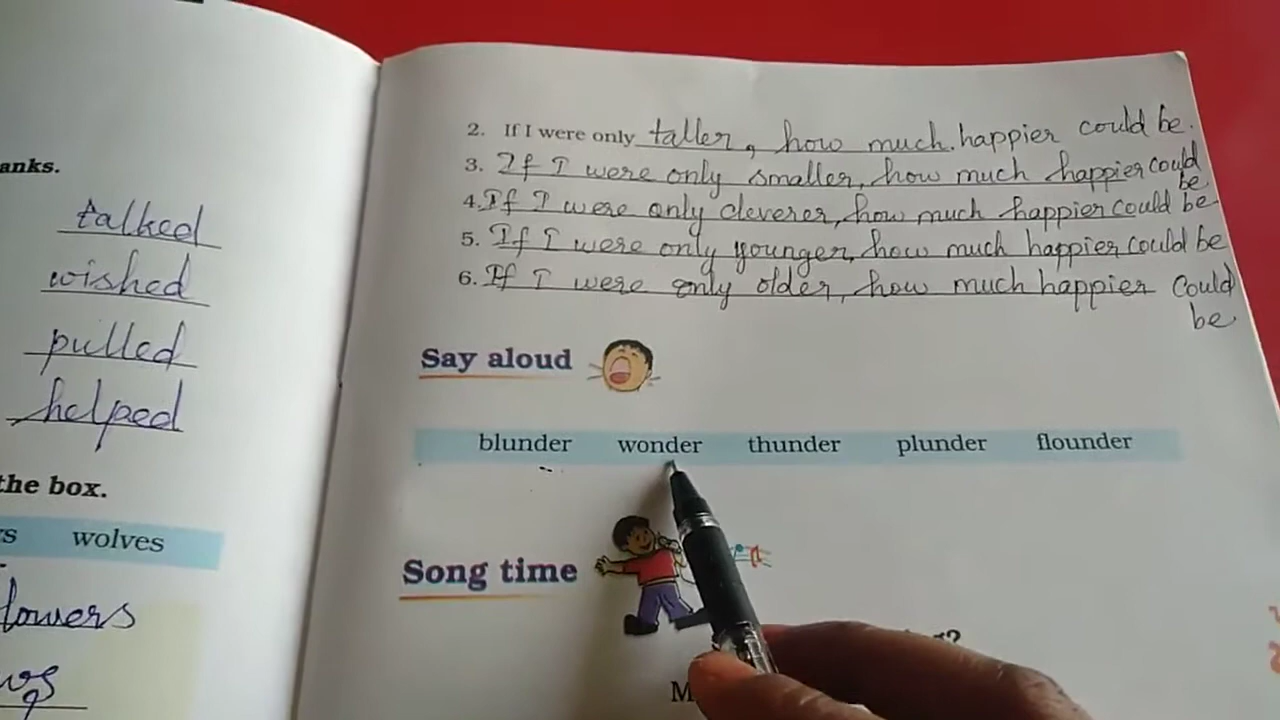 anks.
talked
wished
pulled
helped
the box.
wolves
lowers
2. If I were only taller, how much. happier could be.
3. If I were only smaller, how much happier could
be
4. If I were only cleverer, how much happier could be.
5. If I were only younger, how much happier could be
6. If I were only older, how much happier could
be
Say aloud
blunder wonder thunder plunder flounder
Song time
M